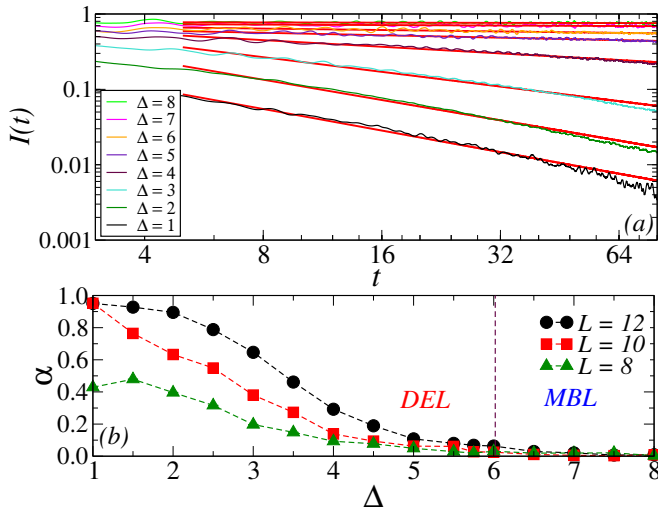 1
0.1
0.01
0.001
I(t)
Δ = 8
Δ = 7
Δ = 6
Δ = 5
Δ = 4
Δ = 3
Δ = 2
Δ = 1
(a)
4 8 16 32 64
t
1.0
0.8
0.6
0.4
0.2
0.0
α
L = 12
L = 10
L = 8
DEL MBL
(b)
1 2 3 4 5 6 7 8
Δ